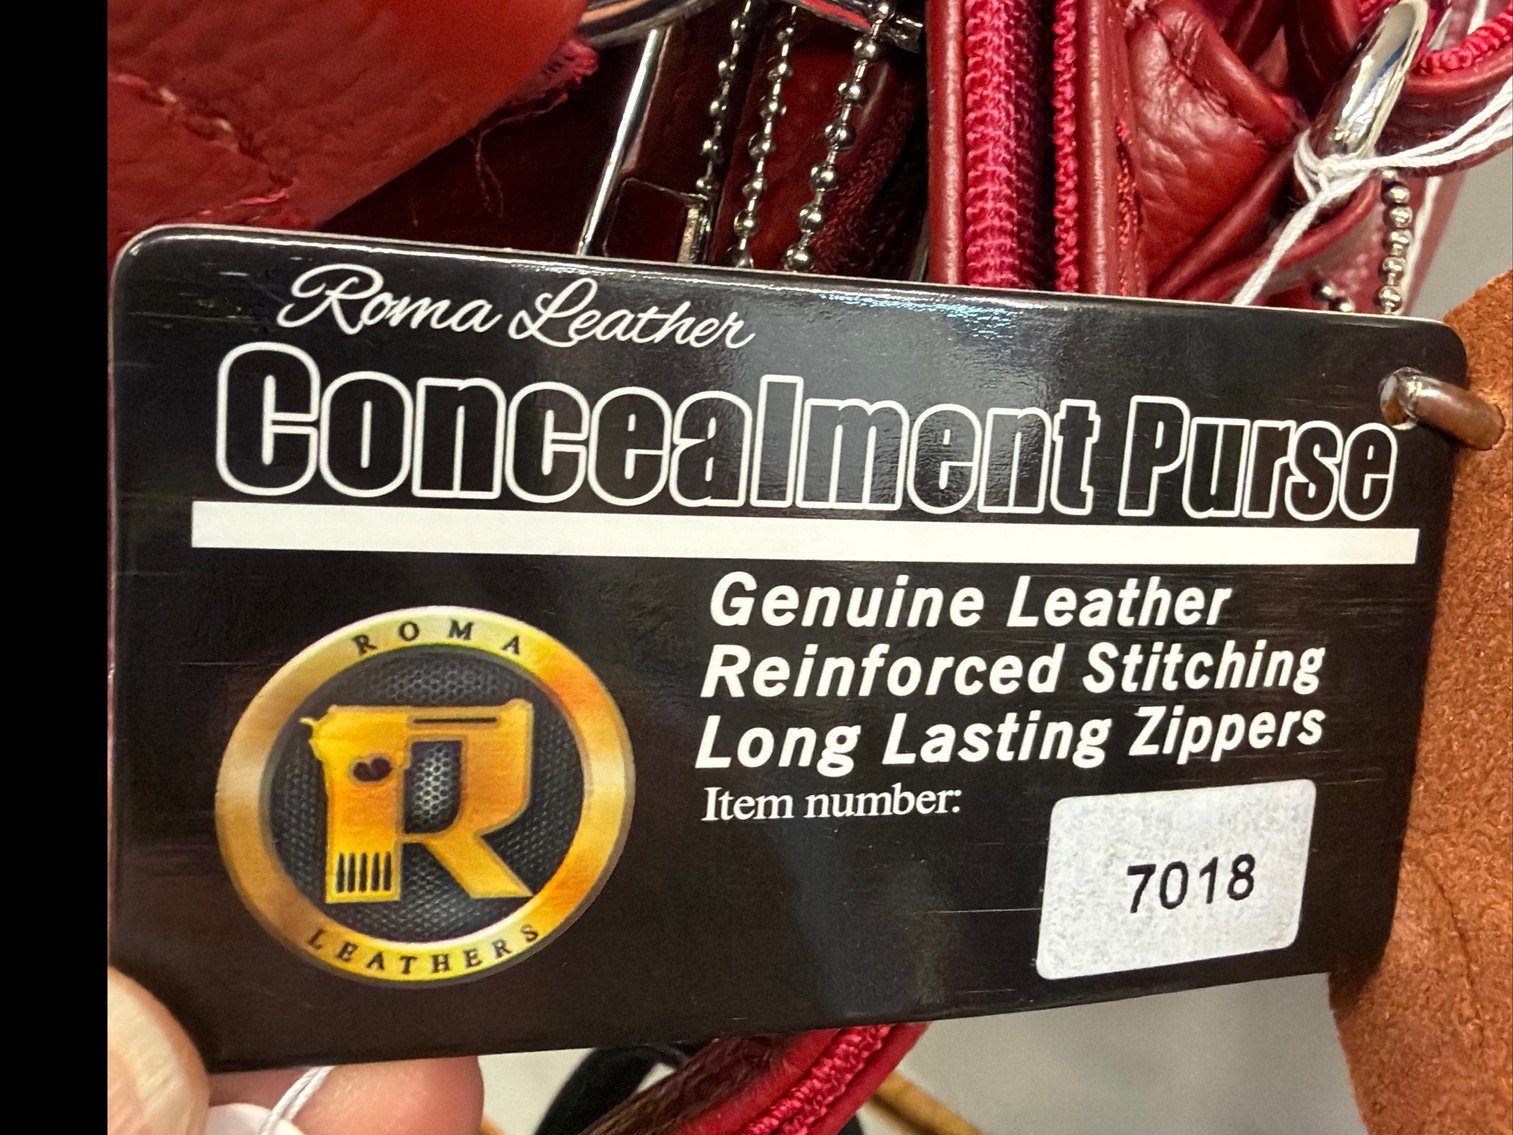 Roma Leather
Concealment Purse
Genuine Leather
Reinforced Stitching
Long Lasting Zippers
Item number:
7018
ROMA
R
LEATHERS